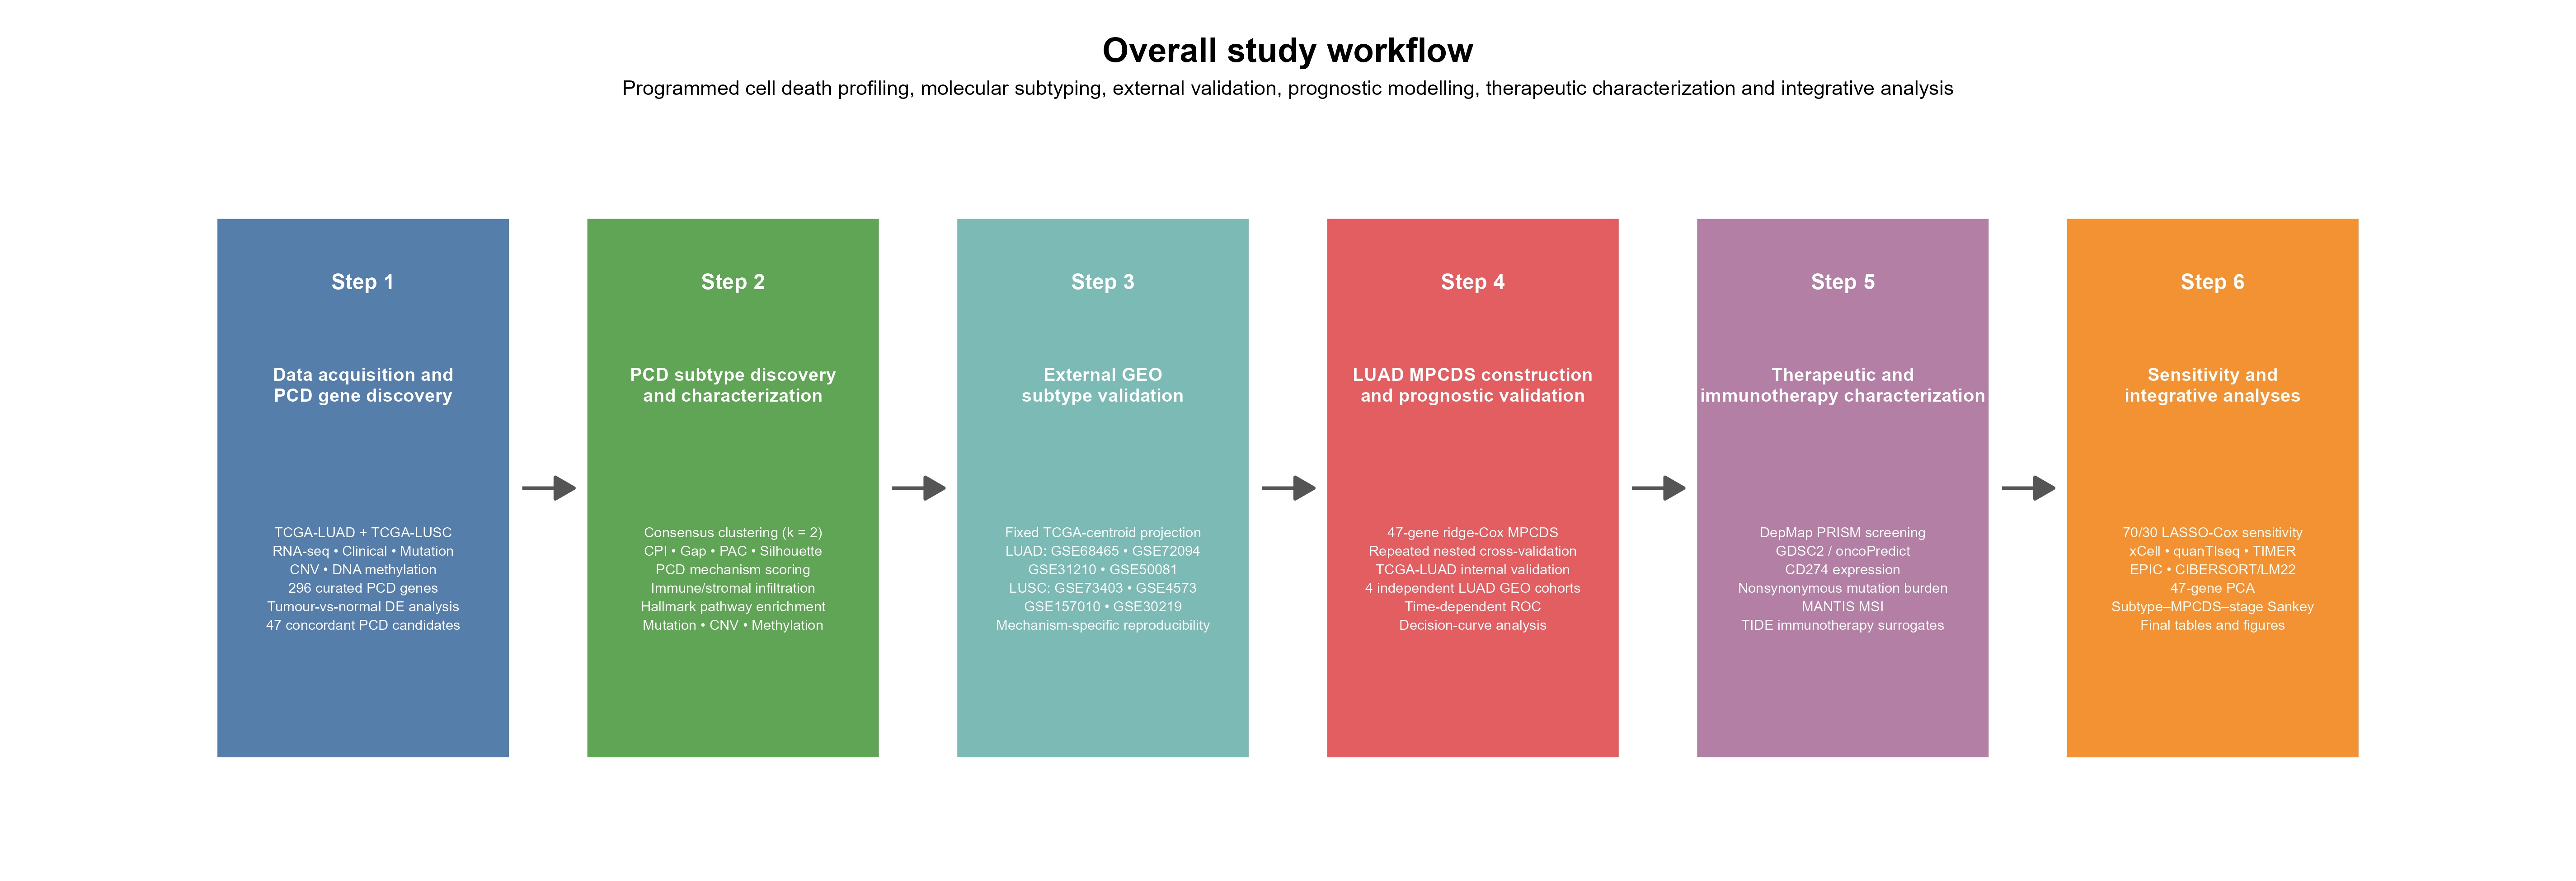 Overall study workflow
Programmed cell death profiling, molecular subtyping, external validation, prognostic modelling, therapeutic characterization and integrative analysis
Step 1
Data acquisition and
PCD gene discovery
TCGA-LUAD + TCGA-LUSC
RNA-seq • Clinical • Mutation
CNV • DNA methylation
296 curated PCD genes
Tumour-vs-normal DE analysis
47 concordant PCD candidates
Step 2
PCD subtype discovery
and characterization
Consensus clustering (k = 2)
CPI • Gap • PAC • Silhouette
PCD mechanism scoring
Immune/stromal infiltration
Hallmark pathway enrichment
Mutation • CNV • Methylation
Step 3
External GEO
subtype validation
Fixed TCGA-centroid projection
LUAD: GSE68465 • GSE72094
GSE31210 • GSE50081
LUSC: GSE73403 • GSE4573
GSE157010 • GSE30219
Mechanism-specific reproducibility
Step 4
LUAD MPCDS construction
and prognostic validation
47-gene ridge-Cox MPCDS
Repeated nested cross-validation
TCGA-LUAD internal validation
4 independent LUAD GEO cohorts
Time-dependent ROC
Decision-curve analysis
Step 5
Therapeutic and
immunotherapy characterization
DepMap PRISM screening
GDSC2 / oncoPredict
CD274 expression
Nonsynonymous mutation burden
MANTIS MSI
TIDE immunotherapy surrogates
Step 6
Sensitivity and
integrative analyses
70/30 LASSO-Cox sensitivity
xCell • quanTIseq • TIMER
EPIC • CIBERSORT/LM22
47-gene PCA
Subtype–MPCDS–stage Sankey
Final tables and figures